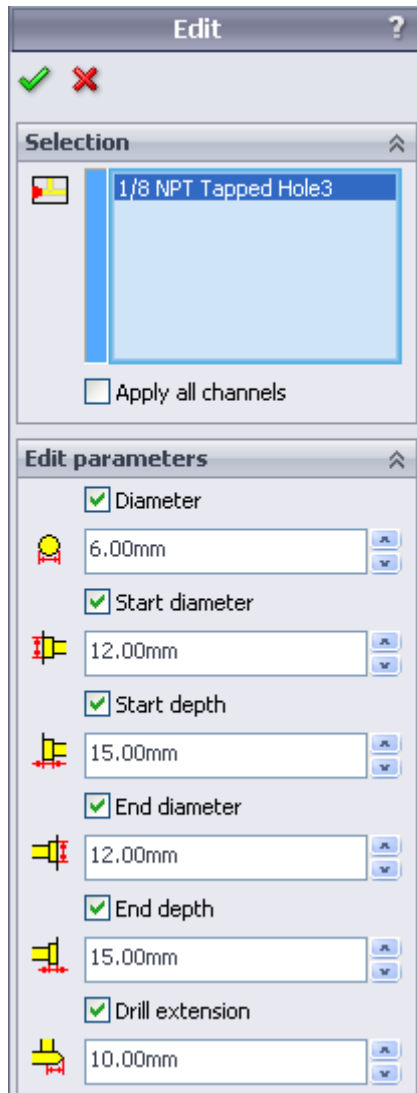 Edit ?
Selection
1/8 NPT Tapped Hole3
Apply all channels
Edit parameters
Diameter
6.00mm
Start diameter
12.00mm
Start depth
15.00mm
End diameter
12.00mm
End depth
15.00mm
Drill extension
10.00mm